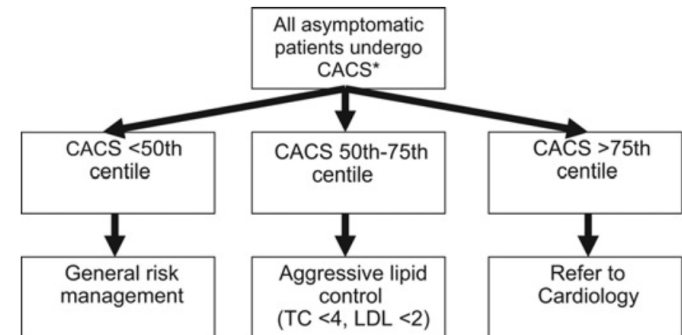 All asymptomatic
patients undergo
CACS*
CACS <50th
centile
CACS 50th-75th
centile
CACS >75th
centile
General risk
management
Aggressive lipid
control
(TC <4, LDL <2)
Refer to
Cardiology